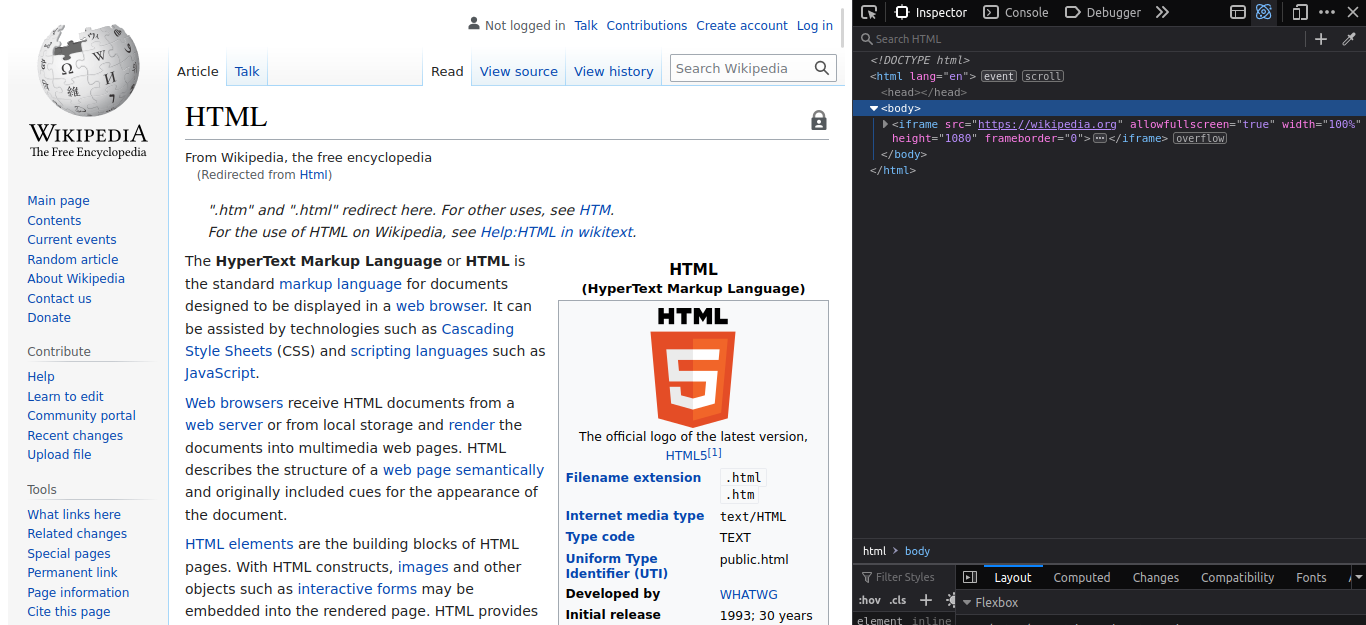 Not logged in Talk Contributions Create account Log in
Article Talk Read View source View history Search Wikipedia
WIKIPEDIA
The Free Encyclopedia
Main page
Contents
Current events
Random article
About Wikipedia
Contact us
Donate
Contribute
Help
Learn to edit
Community portal
Recent changes
Upload file
Tools
What links here
Related changes
Special pages
Permanent link
Page information
Cite this page
HTML
From Wikipedia, the free encyclopedia
(Redirected from Html)
".htm" and ".html" redirect here. For other uses, see HTM.
For the use of HTML on Wikipedia, see Help:HTML in wikitext.
The HyperText Markup Language or HTML is
the standard markup language for documents
designed to be displayed in a web browser. It can
be assisted by technologies such as Cascading
Style Sheets (CSS) and scripting languages such as
JavaScript.
Web browsers receive HTML documents from a
web server or from local storage and render the
documents into multimedia web pages. HTML
describes the structure of a web page semantically
and originally included cues for the appearance of
the document.
HTML elements are the building blocks of HTML
pages. With HTML constructs, images and other
objects such as interactive forms may be
embedded into the rendered page. HTML provides
HTML
(HyperText Markup Language)
HTML
5
The official logo of the latest version,
HTML5[1]
Filename extension .html
.htm
Internet media type text/HTML
Type code TEXT
Uniform Type public.html
Identifier (UTI)
Developed by WHATWG
Initial release 1993; 30 years
Inspector Console Debugger
Search HTML
<!DOCTYPE html>
<html lang="en"> event scroll
<head></head>
<body>
<iframe src="https://wikipedia.org" allowfullscreen="true" width="100%"
height="1080" frameborder="0"></iframe> overflow
</body>
</html>
html > body
Filter Styles Layout Computed Changes Compatibility Fonts
:hov .cls + Flexbox
element inline